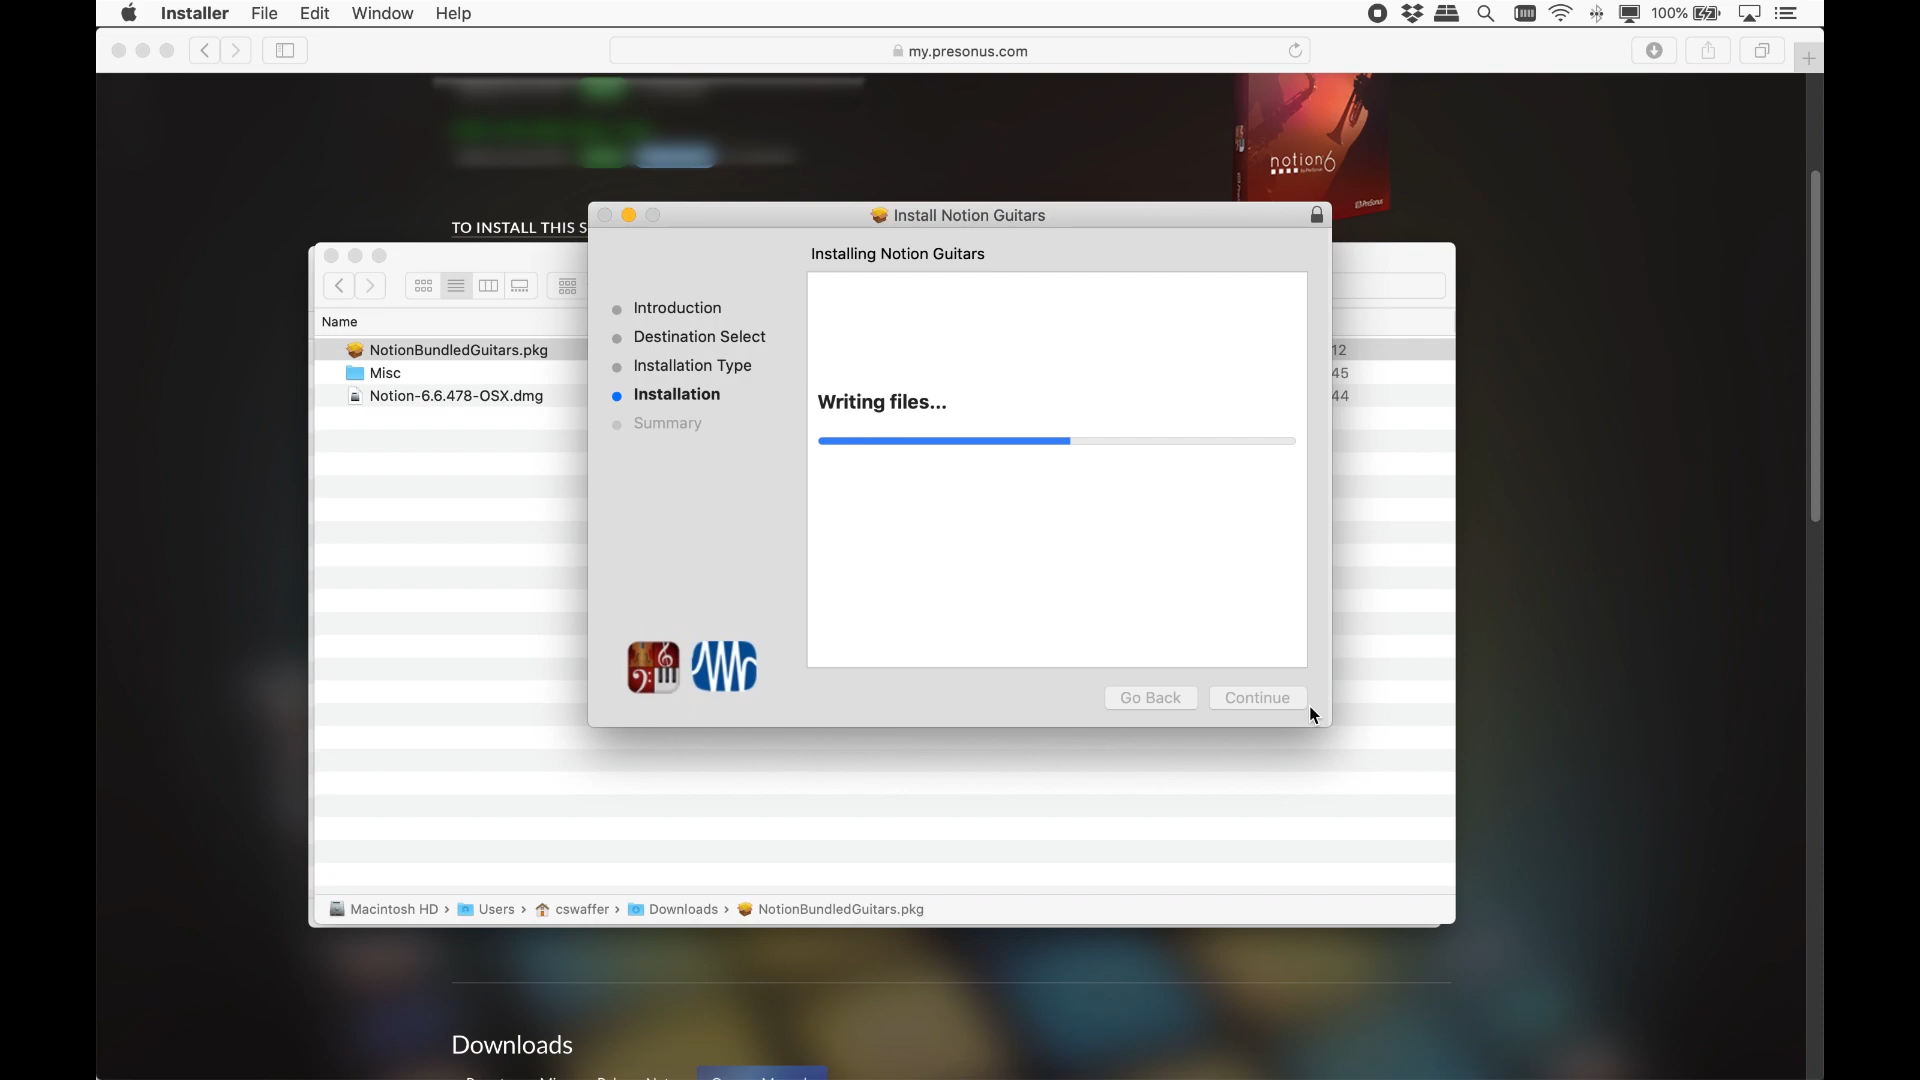 Installer File Edit Window Help 100%
my.presonus.com
notion6
PreSonus
TO INSTALL THIS S
Install Notion Guitars
Installing Notion Guitars
Introduction
Destination Select
Installation Type
Installation
Summary
Writing files...
Go Back Continue
Name
NotionBundledGuitars.pkg 12
Misc 45
Notion-6.6.478-OSX.dmg 44
Macintosh HD › Users › cswaffer › Downloads › NotionBundledGuitars.pkg
Downloads